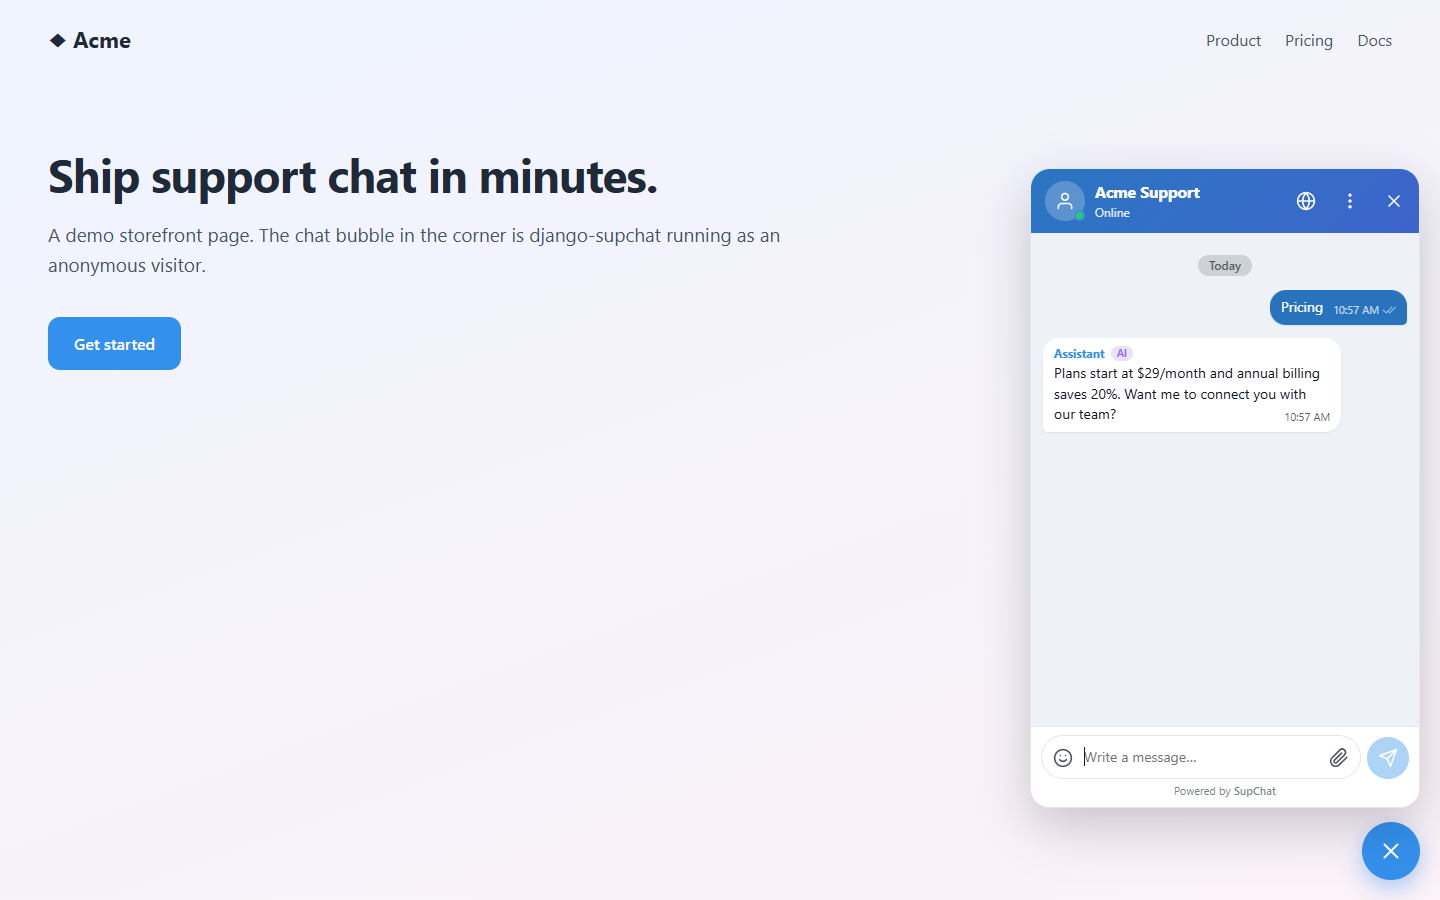 Acme
Product Pricing Docs
Ship support chat in minutes.
A demo storefront page. The chat bubble in the corner is django-supchat running as an
anonymous visitor.
Get started
Acme Support
Online
Today
Pricing 10:57 AM
Assistant AI
Plans start at $29/month and annual billing
saves 20%. Want me to connect you with
our team? 10:57 AM
Write a message...
Powered by SupChat